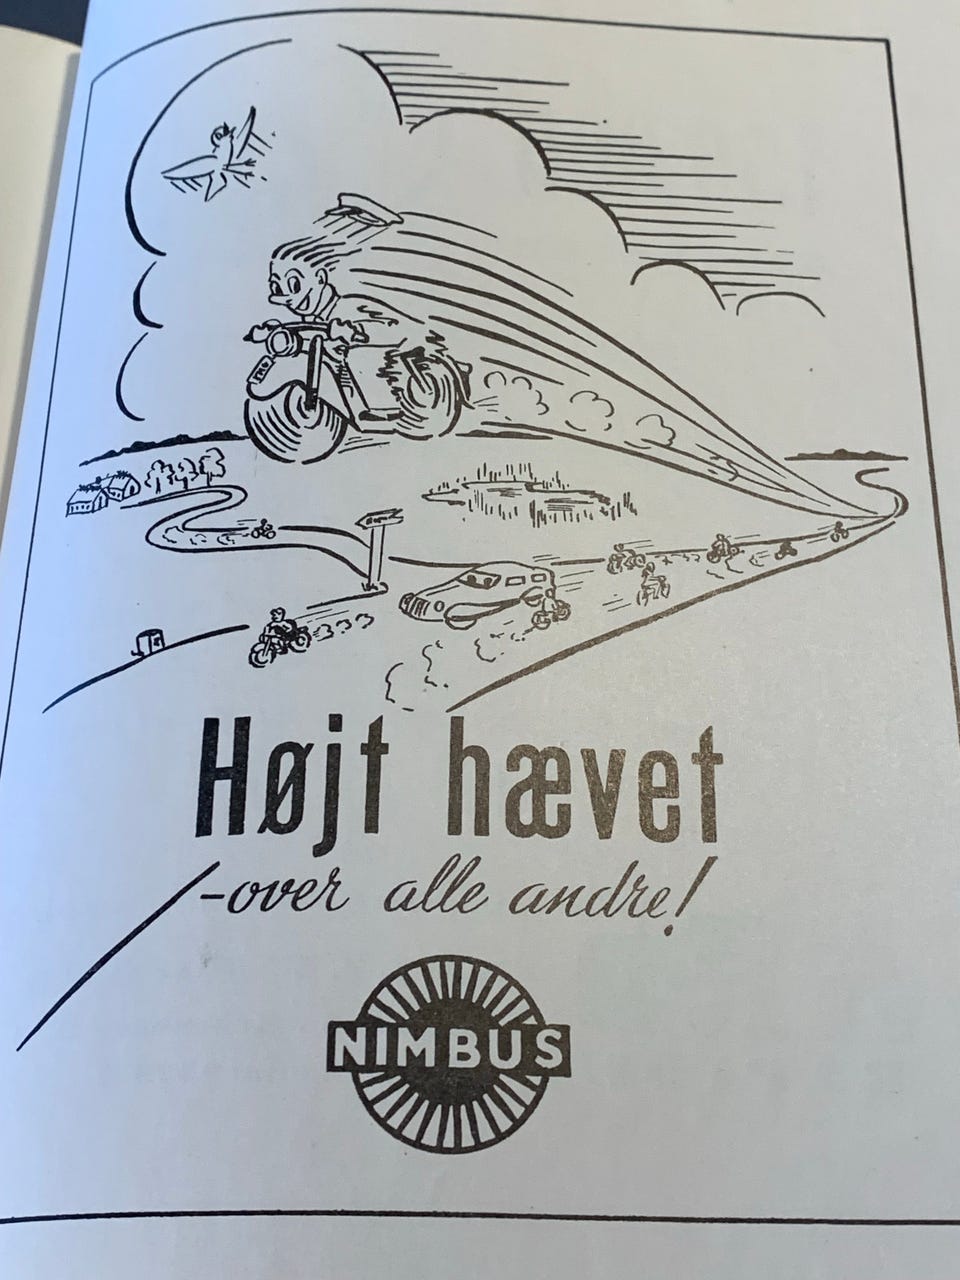 Højt hævet
-over alle andre!
NIMBUS